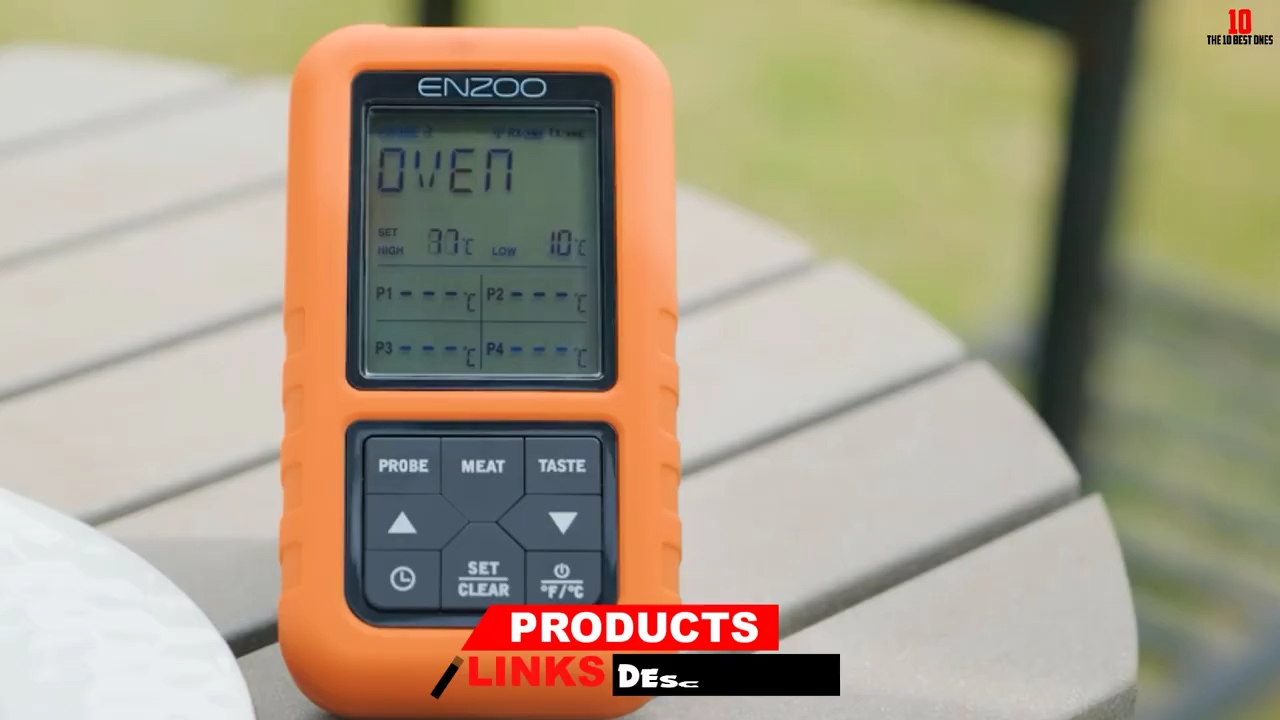 10
THE 10 BEST ONES
ENZOO
OVEN
SET
HIGH °C LOW 10°C
P1 - - - °C P2 - - - °C
P3 - - - °C P4 - - - °C
PROBE MEAT TASTE
SET
CLEAR °F/°C
PRODUCTS
LINKS DESC